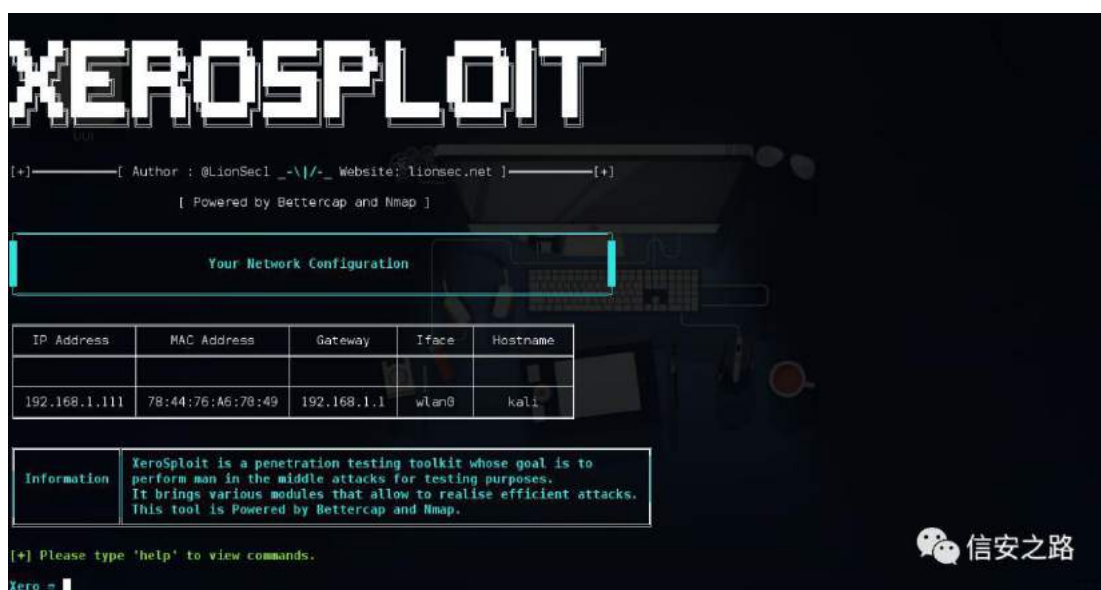 XEROSPLOIT
[+]═════════[ Author : @LionSec1 _-\|/-_ Website: lionsec.net ]═════════[+]
[ Powered by Bettercap and Nmap ]
Your Network Configuration
IP Address MAC Address Gateway Iface Hostname
192.168.1.111 78:44:76:A6:70:49 192.168.1.1 wlan0 kali
Information
XeroSploit is a penetration testing toolkit whose goal is to
perform man in the middle attacks for testing purposes.
It brings various modules that allow to realise efficient attacks.
This tool is Powered by Bettercap and Nmap.
[+] Please type 'help' to view commands.
Xero =
信安之路